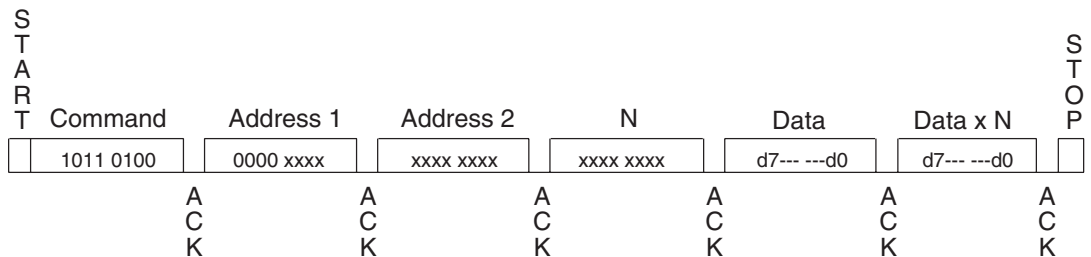 START
STOP
Command Address 1 Address 2 N Data Data x N
1011 0100 0000 xxxx xxxx xxxx xxxx xxxx d7--- ---d0 d7--- ---d0
ACK ACK ACK ACK ACK ACK